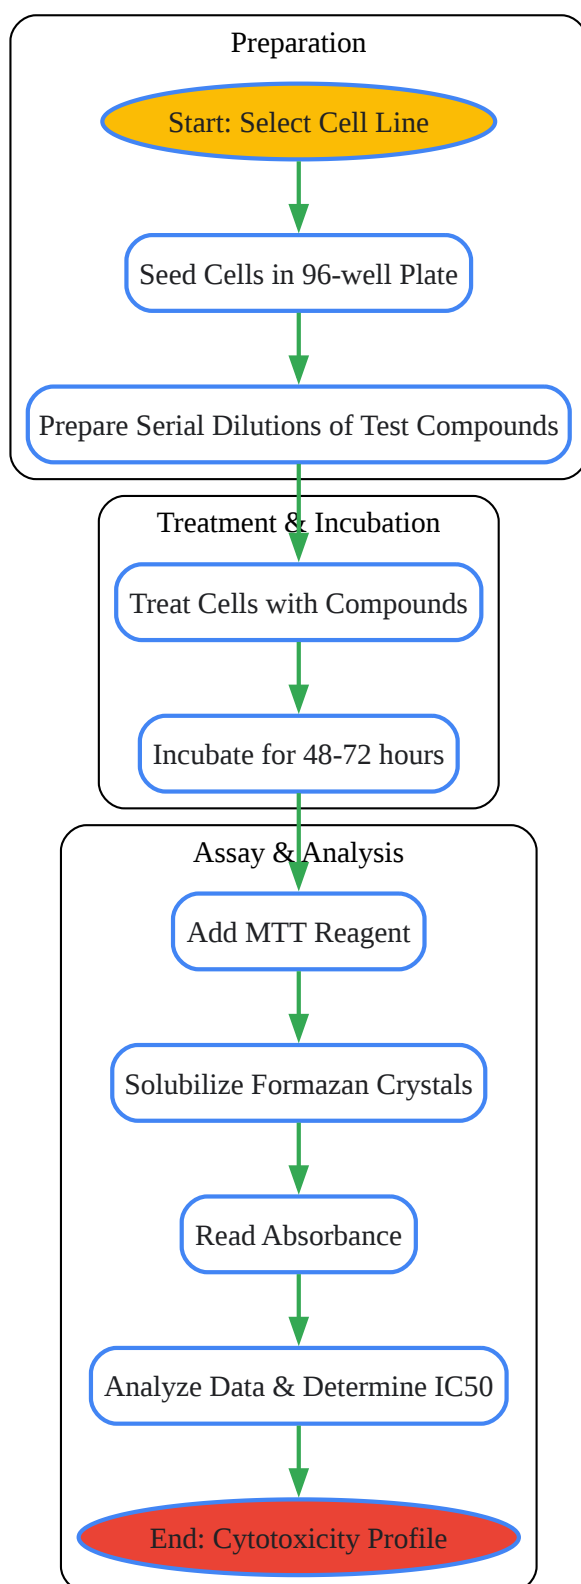 Preparation
Start: Select Cell Line
Seed Cells in 96-well Plate
Prepare Serial Dilutions of Test Compounds
Treatment & Incubation
Treat Cells with Compounds
Incubate for 48-72 hours
Assay & Analysis
Add MTT Reagent
Solubilize Formazan Crystals
Read Absorbance
Analyze Data & Determine IC50
End: Cytotoxicity Profile